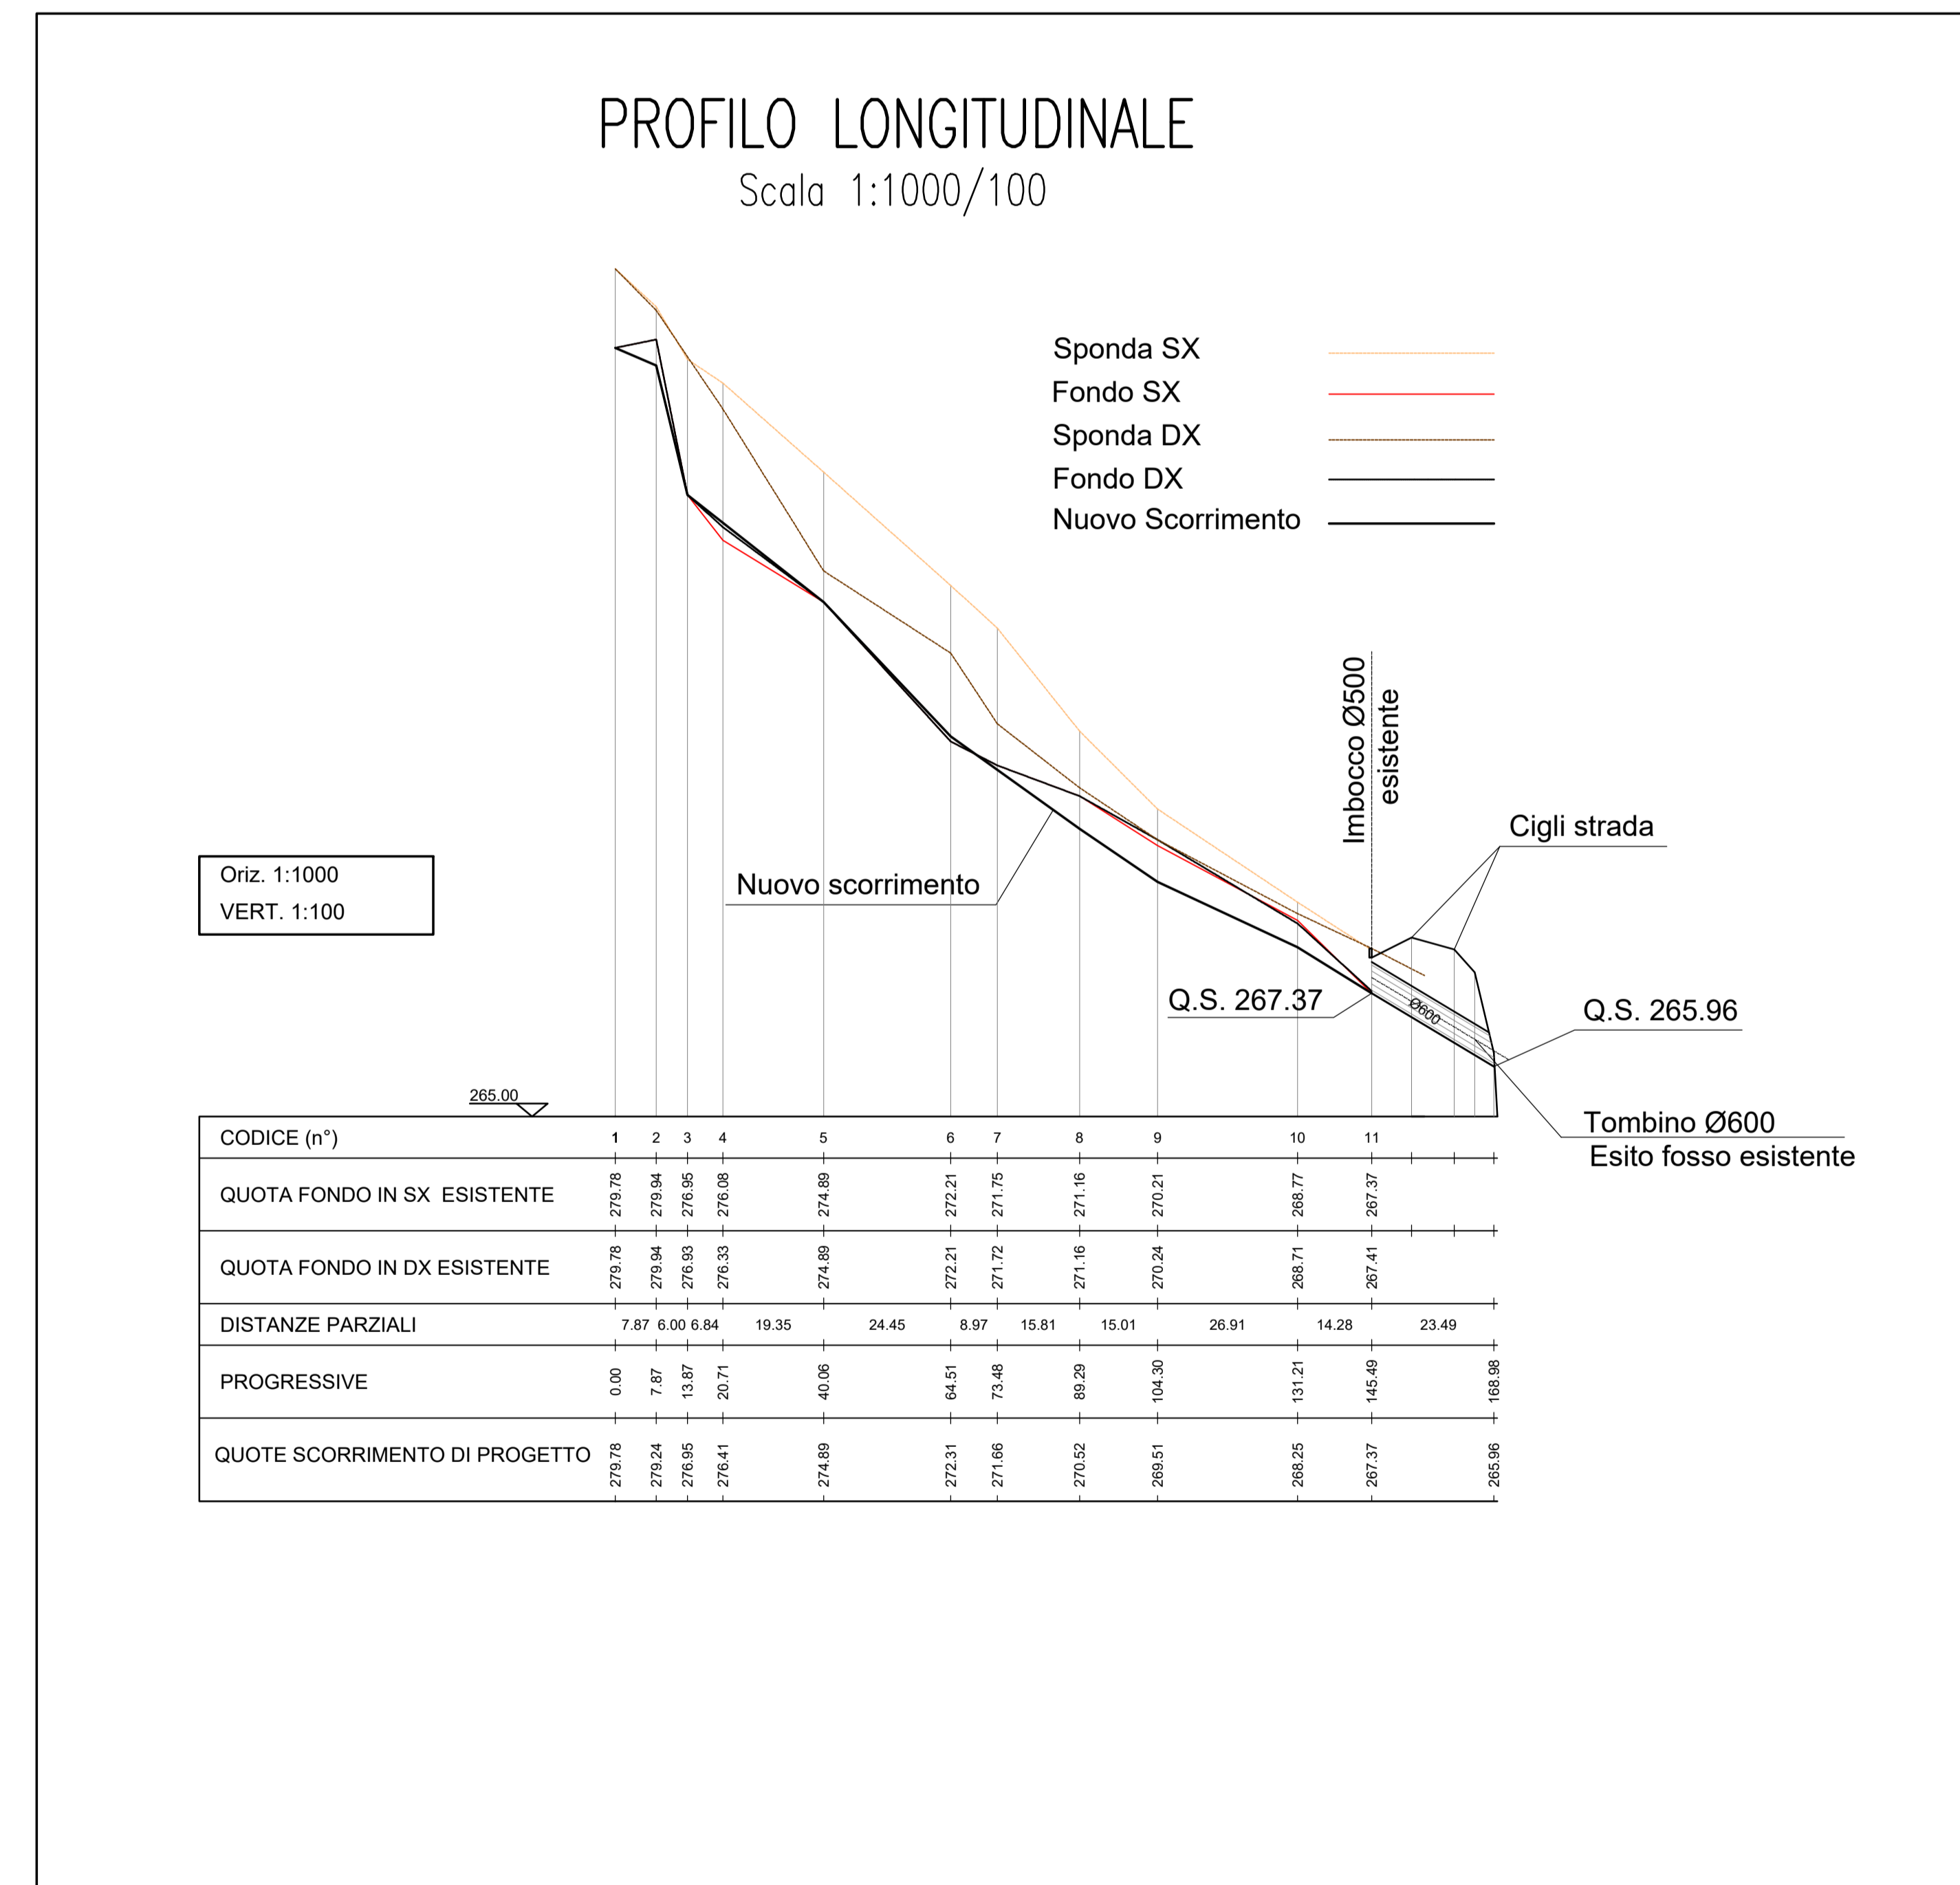 PROFILO LONGITUDINALE
Scala 1:1000/100
Sponda SX
Fondo SX
Sponda DX
Fondo DX
Nuovo Scorrimento
Imbocco Ø500
esistente
Cigli strada
Oriz. 1:1000
VERT. 1:100
Nuovo scorrimento
Q.S. 267.37
Ø600
Q.S. 265.96
265.00
Tombino Ø600
Esito fosso esistente
CODICE (n°) 1 2 3 4 5 6 7 8 9 10 11
QUOTA FONDO IN SX ESISTENTE 279.78 279.94 276.95 276.08 274.89 272.21 271.75 271.16 270.21 268.77 267.37
QUOTA FONDO IN DX ESISTENTE 279.78 279.94 276.93 276.33 274.89 272.21 271.72 271.16 270.24 268.71 267.41
DISTANZE PARZIALI 7.87 6.00 6.84 19.35 24.45 8.97 15.81 15.01 26.91 14.28 23.49
PROGRESSIVE 0.00 7.87 13.87 20.71 40.06 64.51 73.48 89.29 104.30 131.21 145.49 168.98
QUOTE SCORRIMENTO DI PROGETTO 279.78 279.24 276.95 276.41 274.89 272.31 271.66 270.52 269.51 268.25 267.37 265.96